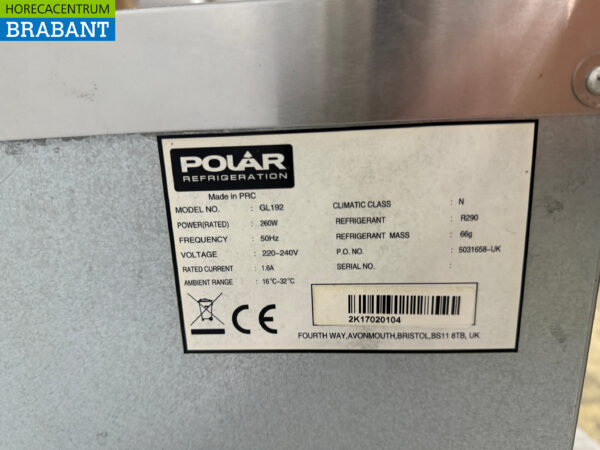 HORECACENTRUM
BRABANT
POLAR
REFRIGERATION
Made in PRC
MODEL NO. : GL192
POWER(RATED) : 260W
FREQUENCY : 50Hz
VOLTAGE : 220-240V
RATED CURRENT : 1.6A
AMBIENT RANGE : 16°C-32°C
CLIMATIC CLASS : N
REFRIGERANT : R290
REFRIGERANT MASS : 66g
P.O. NO. : 5031658-UK
SERIAL NO. :
CE
2K17020104
FOURTH WAY,AVONMOUTH,BRISTOL,BS11 8TB, UK